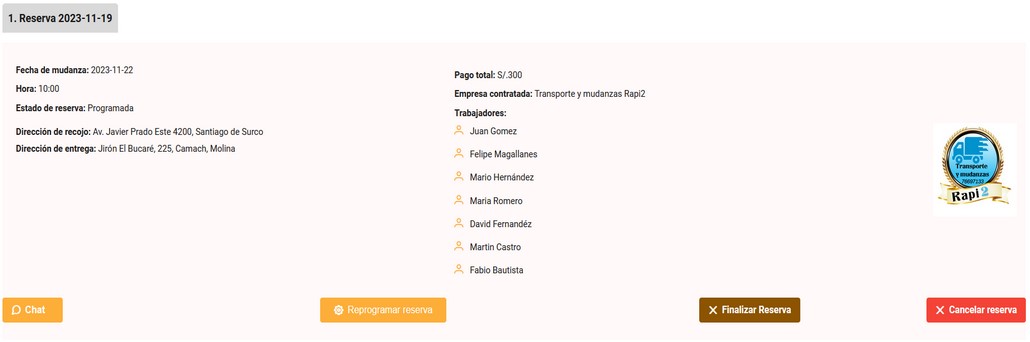 1. Reserva 2023-11-19
Fecha de mudanza: 2023-11-22
Hora: 10:00
Estado de reserva: Programada
Dirección de recojo: Av. Javier Prado Este 4200, Santiago de Surco
Dirección de entrega: Jirón El Bucaré, 225, Camach, Molina
Pago total: S/.300
Empresa contratada: Transporte y mudanzas Rapi2
Trabajadores:
Juan Gomez
Felipe Magallanes
Mario Hernández
Maria Romero
David Fernandéz
Martin Castro
Fabio Bautista
Transporte
y mudanzas
Rapi 2
Chat
Reprogramar reserva
Finalizar Reserva
Cancelar reserva